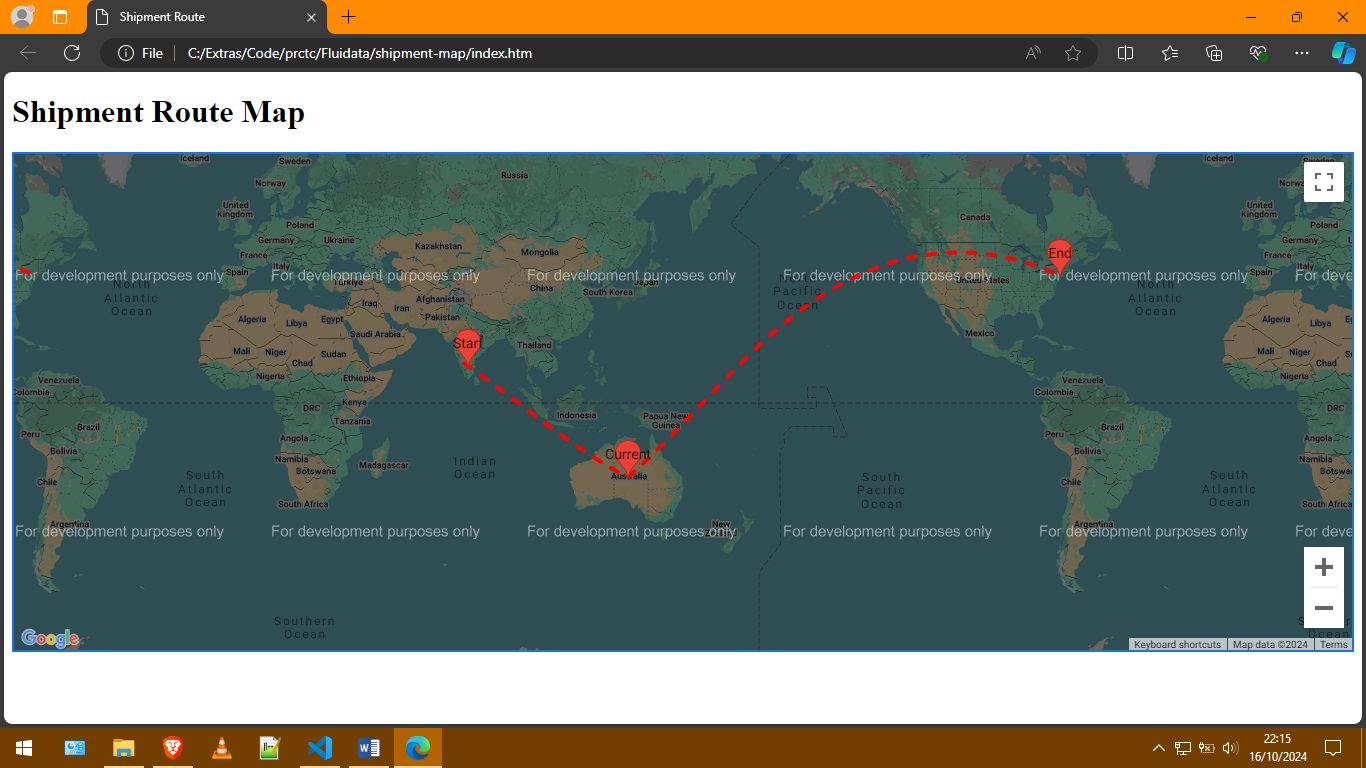 Shipment Route
File
C:/Extras/Code/prctc/Fluidata/shipment-map/index.htm
Shipment Route Map
Iceland
Sweden
Russia
Norway
United
Kingdom
Poland
Germany
Ukraine
France
Kazakhstan
Mongolia
Italy
Spain
Türkiye
China
Japan
South Korea
Iraq
Iran
Afghanistan
Pakistan
Algeria
Libya
Egypt
Saudi Arabia
Mali
Niger
Chad
Sudan
Thailand
Nigeria
Ethiopia
Kenya
DRC
Tanzania
Angola
Namibia
Botswana
Madagascar
South Africa
Indonesia
Papua New
Guinea
Australia
New
Zealand
Venezuela
Colombia
Peru
Brazil
Bolivia
Chile
Argentina
North
Atlantic
Ocean
South
Atlantic
Ocean
Indian
Ocean
Southern
Ocean
North
Pacific
Ocean
South
Pacific
Ocean
Canada
United States
Mexico
Venezuela
Colombia
Peru
Brazil
Bolivia
Chile
Argentina
North
Atlantic
Ocean
South
Atlantic
Ocean
Iceland
Sweden
Norwa
United
Kingdom
Poland
Germany
France
Italy
Spain
Algeria
Libya
Mali
Niger
Chad
Nigeria
DRC
Angola
Namibia
Botswa
South Africa
Start
Current
End
For development purposes only
For development purposes only
For development purposes only
For development purposes only
For development purposes only
For deve
For development purposes only
For development purposes only
For development purposes only
For development purposes only
For development purposes only
For deve
Google
Keyboard shortcuts
Map data ©2024
Terms
22:15
16/10/2024